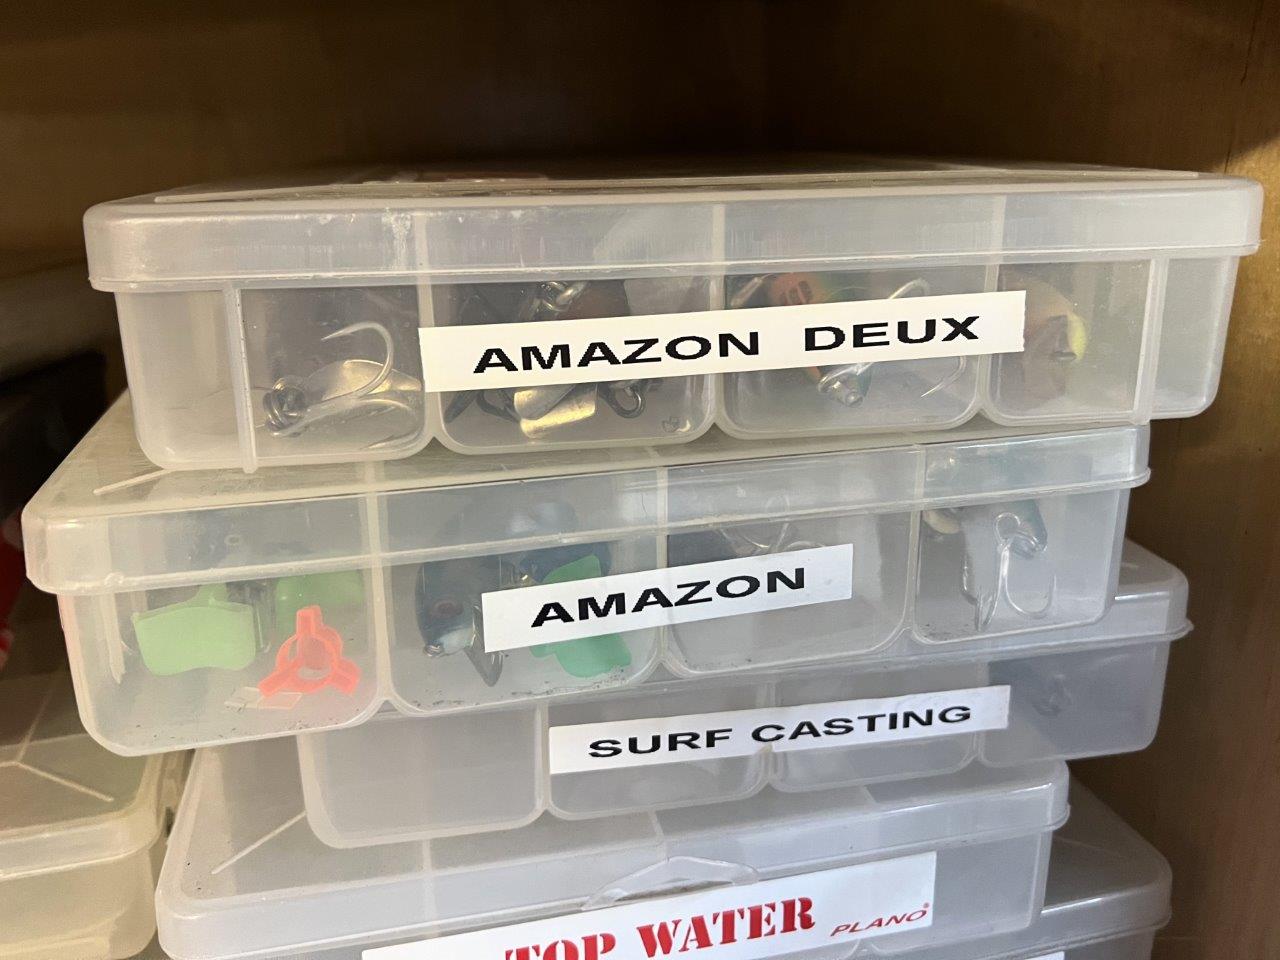 AMAZON DEUX
AMAZON
SURF CASTING
TOP WATER PLANO®